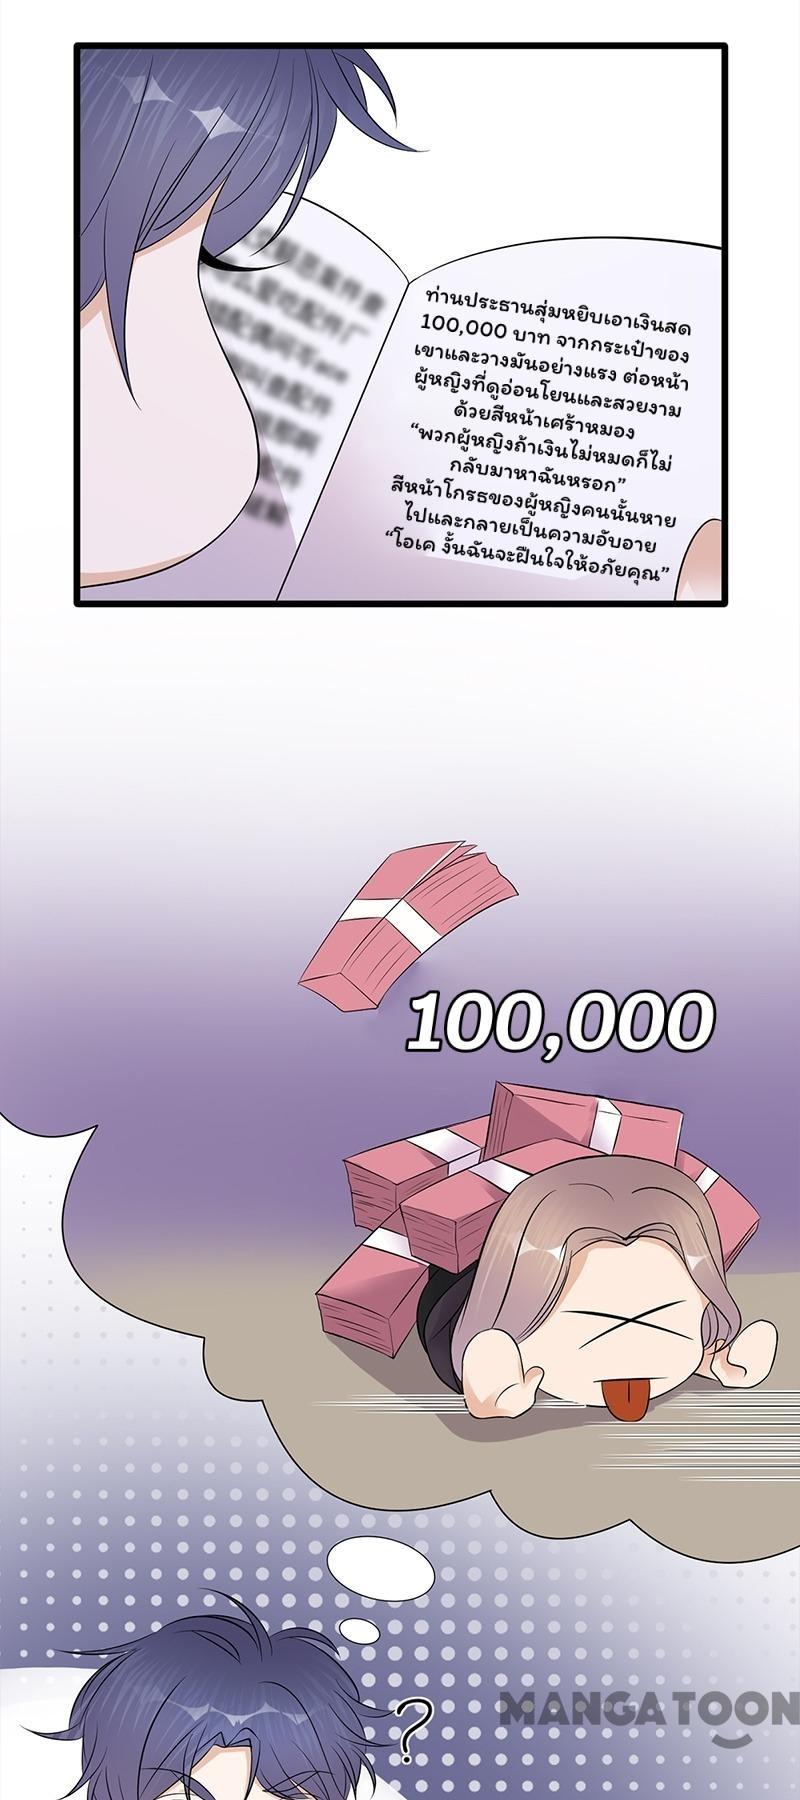 ท่านประธานสุ่มหยิบเอาเงินสด
100,000 บาท จากกระเป๋าของ
เขาและวางมันอย่างแรง ต่อหน้า
ผู้หญิงที่ดูอ่อนโยนและสวยงาม
ด้วยสีหน้าเศร้าหมอง
“พวกผู้หญิงถ้าเงินไม่หมดก็ไม่
กลับมาหาฉันหรอก”
สีหน้าโกรธของผู้หญิงคนนั้นหาย
ไปและกลายเป็นความอับอาย
“โอเค งั้นฉันจะฝืนใจให้อภัยคุณ”
100,000
?
MANGATOON